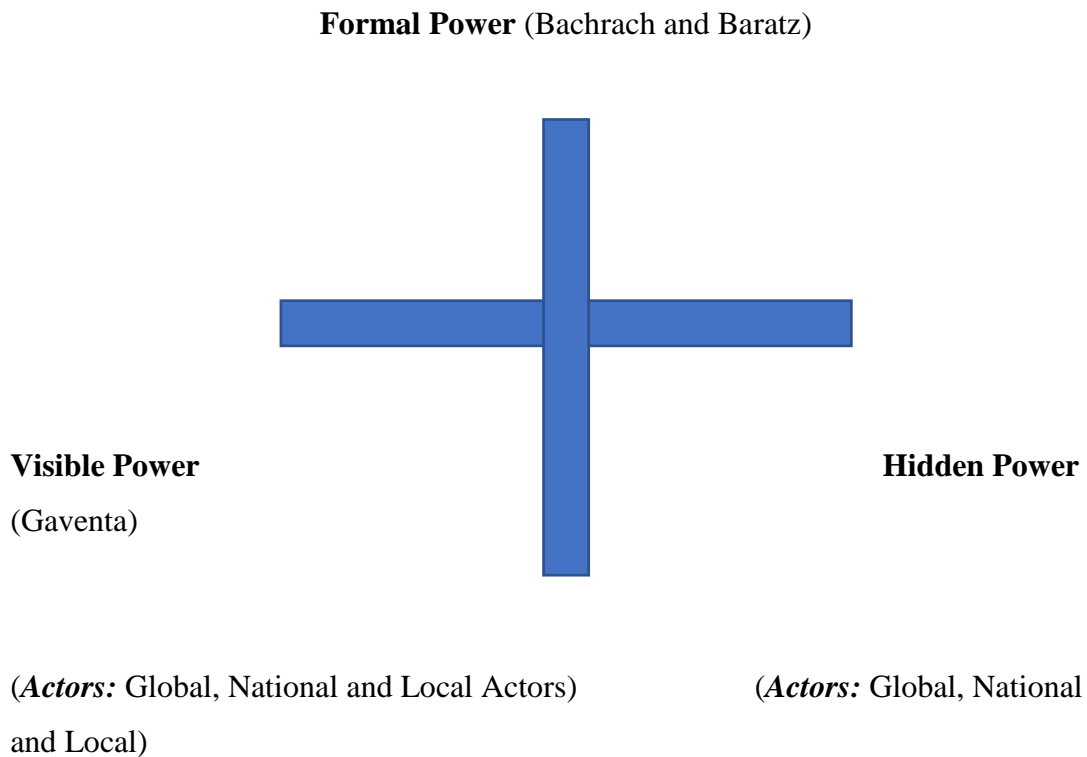 Formal Power (Bachrach and Baratz)
Visible Power Hidden Power
(Gaventa)
(Actors: Global, National and Local Actors) (Actors: Global, National
and Local)